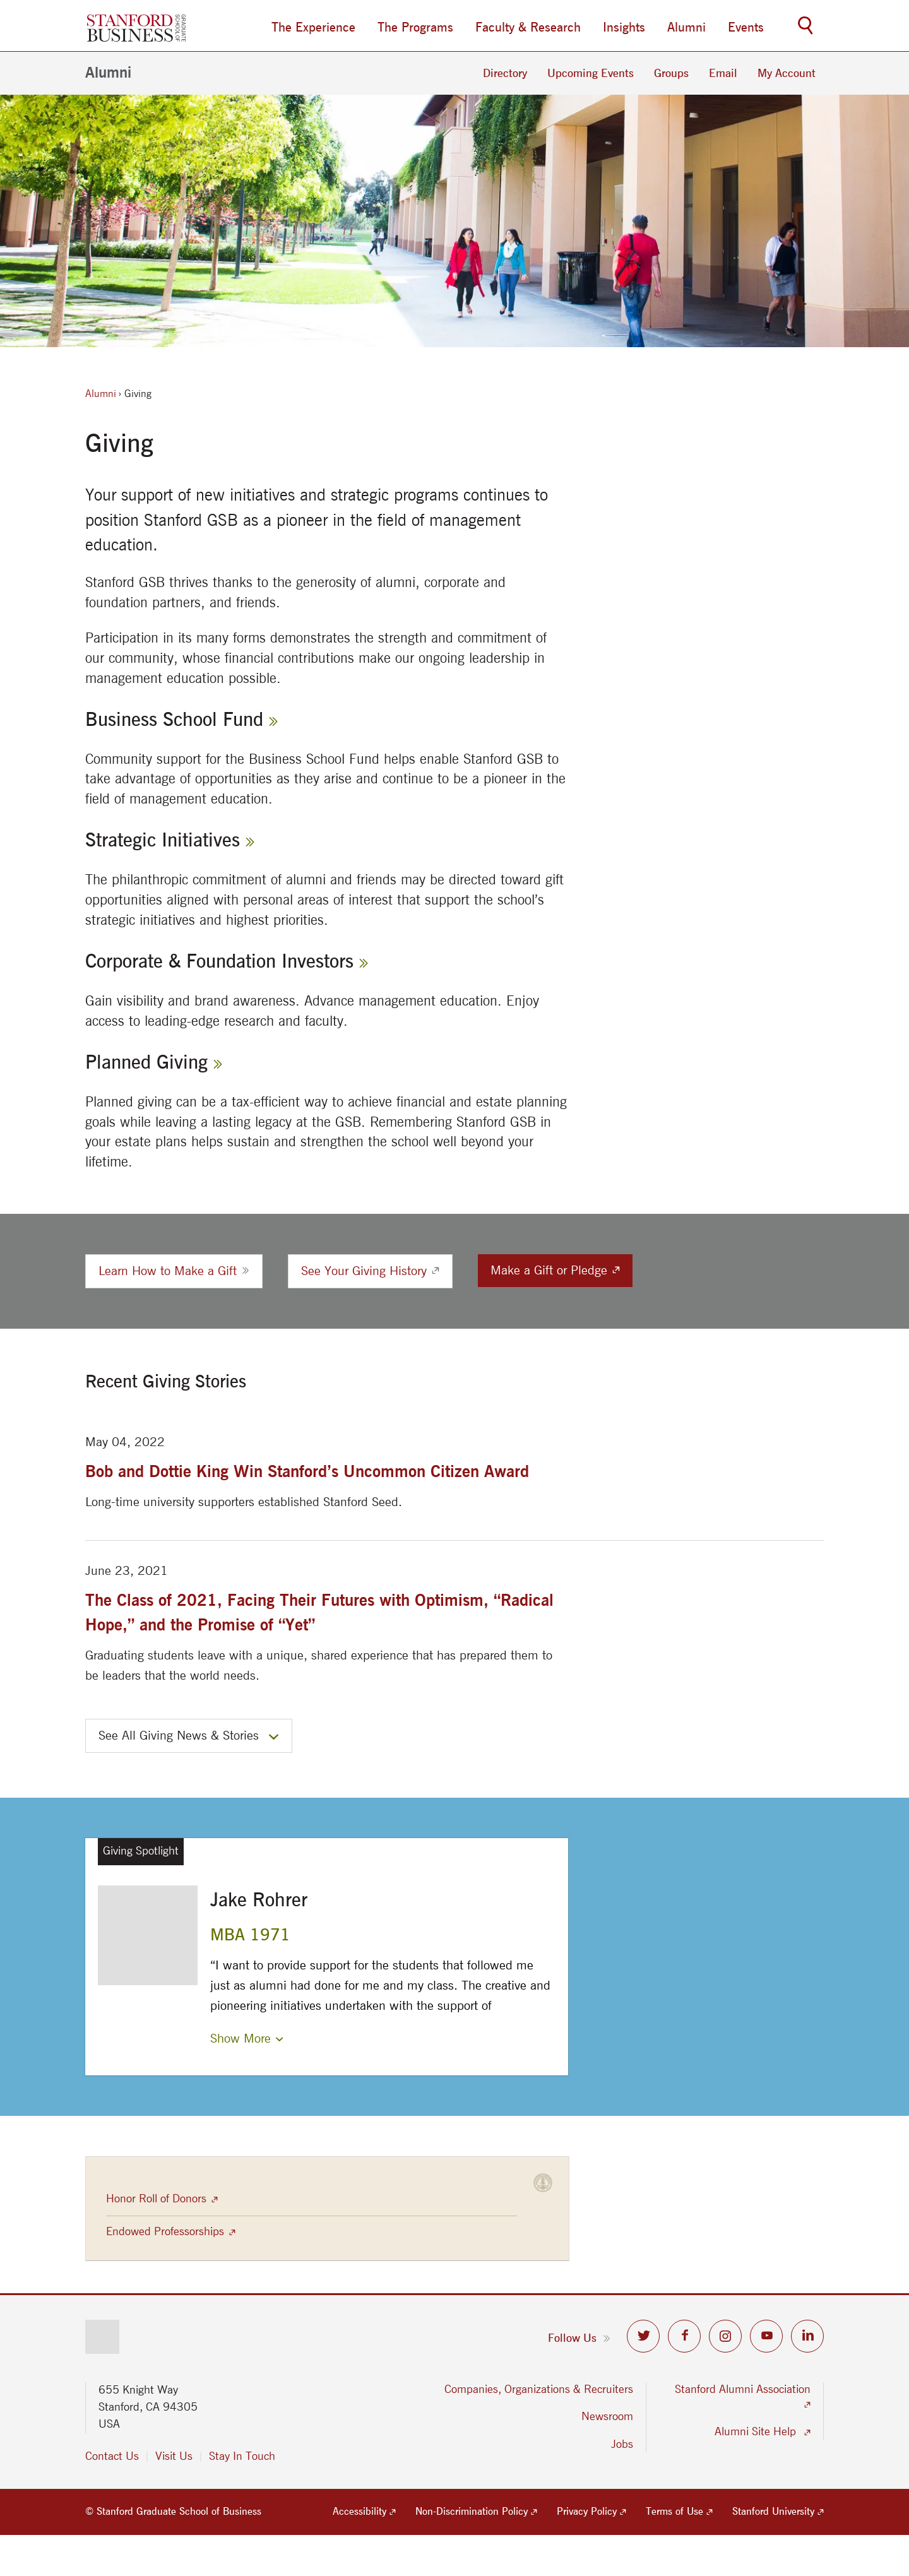 STANFORD
BUSINESS
GRADUATE
SCHOOL OF
The Experience
The Programs
Faculty & Research
Insights
Alumni
Events
Alumni
Directory
Upcoming Events
Groups
Email
My Account
Alumni › Giving
Giving
Your support of new initiatives and strategic programs continues to
position Stanford GSB as a pioneer in the field of management
education.
Stanford GSB thrives thanks to the generosity of alumni, corporate and
foundation partners, and friends.
Participation in its many forms demonstrates the strength and commitment of
our community, whose financial contributions make our ongoing leadership in
management education possible.
Business School Fund
Community support for the Business School Fund helps enable Stanford GSB to
take advantage of opportunities as they arise and continue to be a pioneer in the
field of management education.
Strategic Initiatives
The philanthropic commitment of alumni and friends may be directed toward gift
opportunities aligned with personal areas of interest that support the school’s
strategic initiatives and highest priorities.
Corporate & Foundation Investors
Gain visibility and brand awareness. Advance management education. Enjoy
access to leading-edge research and faculty.
Planned Giving
Planned giving can be a tax-efficient way to achieve financial and estate planning
goals while leaving a lasting legacy at the GSB. Remembering Stanford GSB in
your estate plans helps sustain and strengthen the school well beyond your
lifetime.
Learn How to Make a Gift
See Your Giving History
Make a Gift or Pledge
Recent Giving Stories
May 04, 2022
Bob and Dottie King Win Stanford’s Uncommon Citizen Award
Long-time university supporters established Stanford Seed.
June 23, 2021
The Class of 2021, Facing Their Futures with Optimism, “Radical
Hope,” and the Promise of “Yet”
Graduating students leave with a unique, shared experience that has prepared them to
be leaders that the world needs.
See All Giving News & Stories
Giving Spotlight
Jake Rohrer
MBA 1971
“I want to provide support for the students that followed me
just as alumni had done for me and my class. The creative and
pioneering initiatives undertaken with the support of
Show More
Honor Roll of Donors
Endowed Professorships
Follow Us
655 Knight Way
Stanford, CA 94305
USA
Contact Us
Visit Us
Stay In Touch
Companies, Organizations & Recruiters
Newsroom
Jobs
Stanford Alumni Association
Alumni Site Help
© Stanford Graduate School of Business
Accessibility
Non-Discrimination Policy
Privacy Policy
Terms of Use
Stanford University